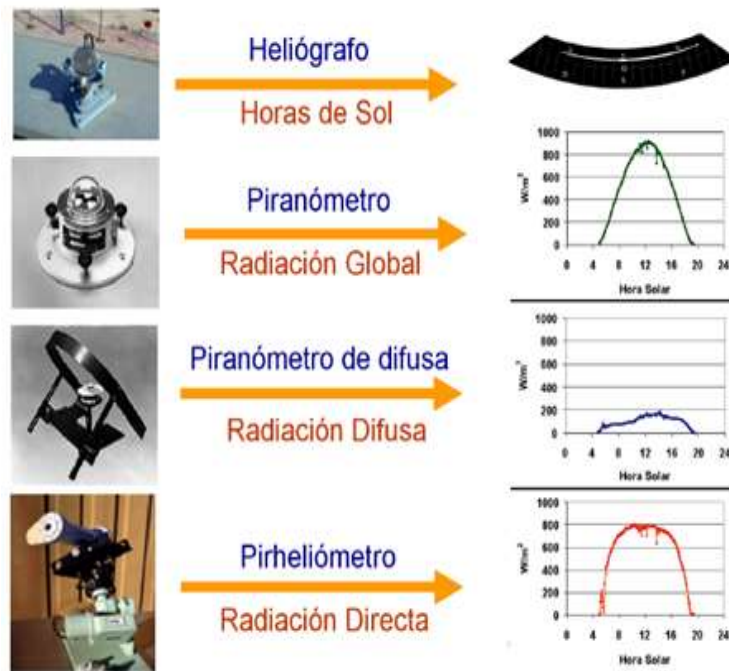 Heliógrafo
Horas de Sol
Piranómetro
Radiación Global
1000
800
600
400
200
0
W/m²
0 4 8 12 16 20 24
Hora Solar
Piranómetro de difusa
Radiación Difusa
1000
800
600
400
200
0
W/m²
0 4 8 12 16 20 24
Hora Solar
Pirheliómetro
Radiación Directa
1000
800
600
400
200
0
W/m²
0 4 8 12 16 20 24
Hora Solar